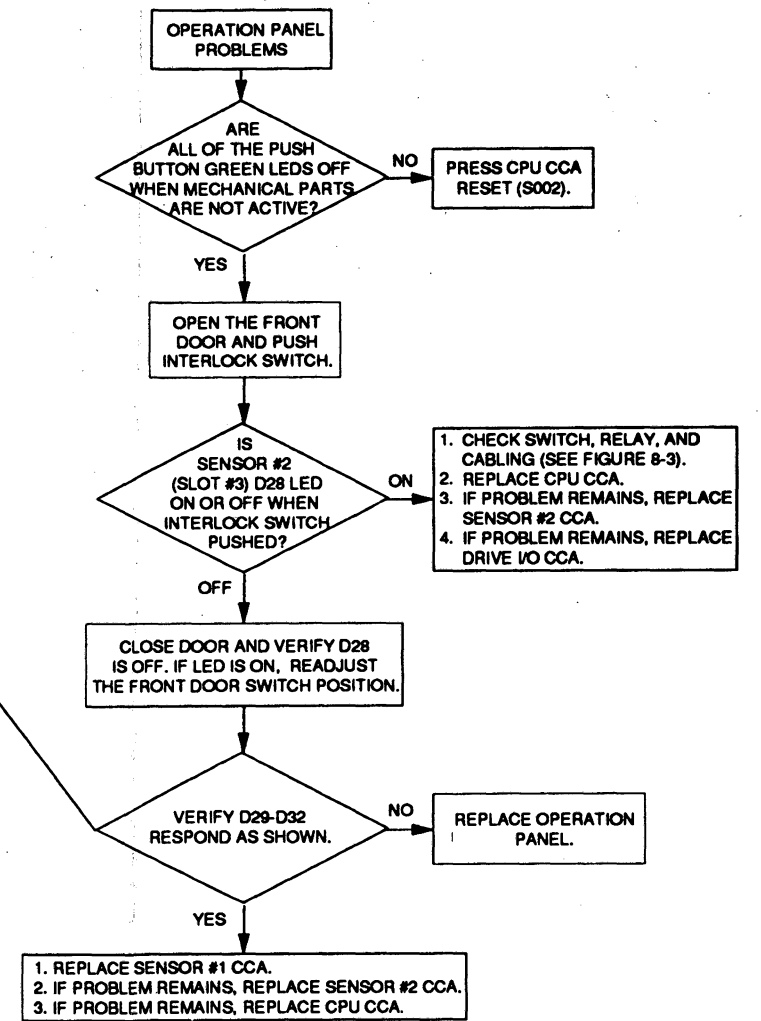 OPERATION PANEL
PROBLEMS
ARE
ALL OF THE PUSH
BUTTON GREEN LEDS OFF
WHEN MECHANICAL PARTS
ARE NOT ACTIVE?
NO
PRESS CPU CCA
RESET (S002).
YES
OPEN THE FRONT
DOOR AND PUSH
INTERLOCK SWITCH.
IS
SENSOR #2
(SLOT #3) D28 LED
ON OR OFF WHEN
INTERLOCK SWITCH
PUSHED?
ON
1. CHECK SWITCH, RELAY, AND
CABLING (SEE FIGURE 8-3).
2. REPLACE CPU CCA.
3. IF PROBLEM REMAINS, REPLACE
SENSOR #2 CCA.
4. IF PROBLEM REMAINS, REPLACE
DRIVE I/O CCA.
OFF
CLOSE DOOR AND VERIFY D28
IS OFF. IF LED IS ON, READJUST
THE FRONT DOOR SWITCH POSITION.
VERIFY D29-D32
RESPOND AS SHOWN.
NO
REPLACE OPERATION
PANEL.
YES
1. REPLACE SENSOR #1 CCA.
2. IF PROBLEM REMAINS, REPLACE SENSOR #2 CCA.
3. IF PROBLEM REMAINS, REPLACE CPU CCA.